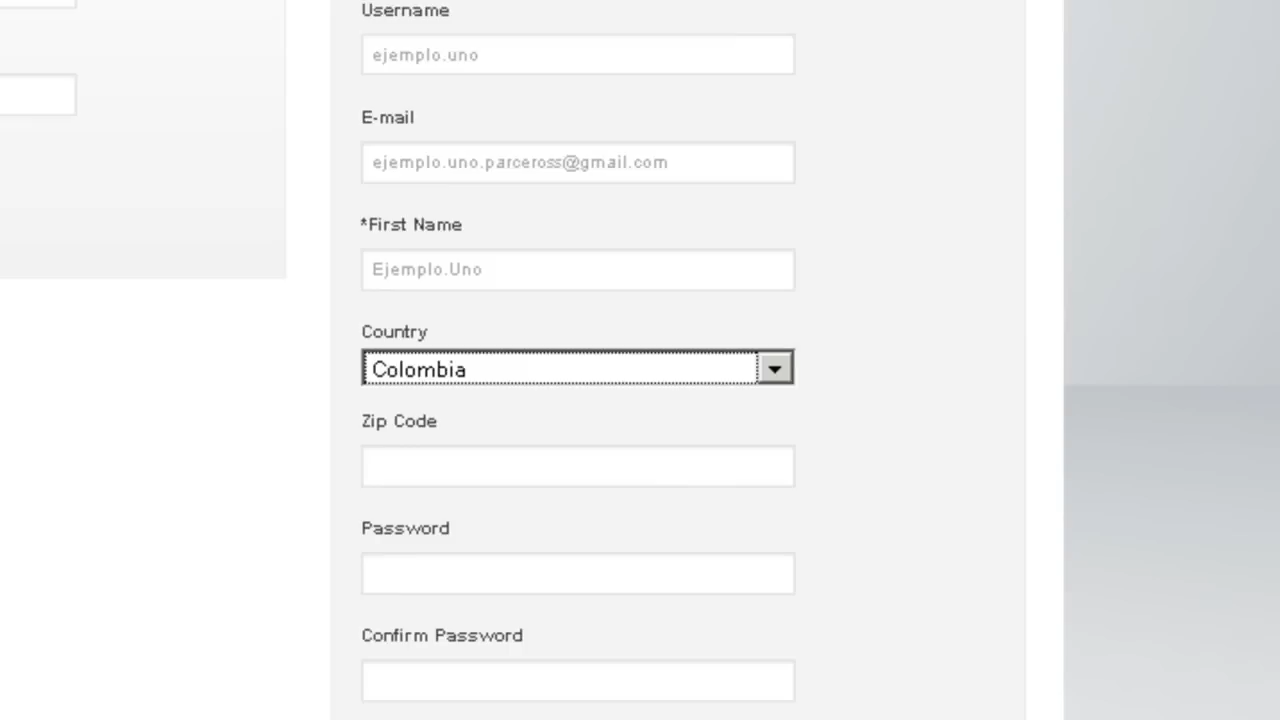 Username
ejemplo.uno
E-mail
ejemplo.uno.parceross@gmail.com
*First Name
Ejemplo.Uno
Country
Colombia
Zip Code
Password
Confirm Password